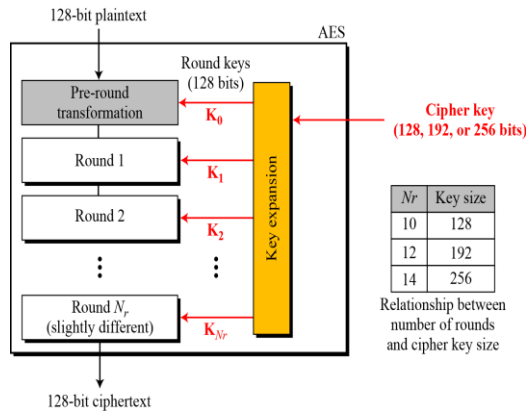 128-bit plaintext
AES
Round keys
(128 bits)
Pre-round
transformation
K0
Cipher key
(128, 192, or 256 bits)
Round 1
K1
Key expansion
Round 2
K2
Nr Key size
10 128
12 192
14 256
Relationship between
number of rounds
and cipher key size
Round Nr
(slightly different)
KNr
128-bit ciphertext